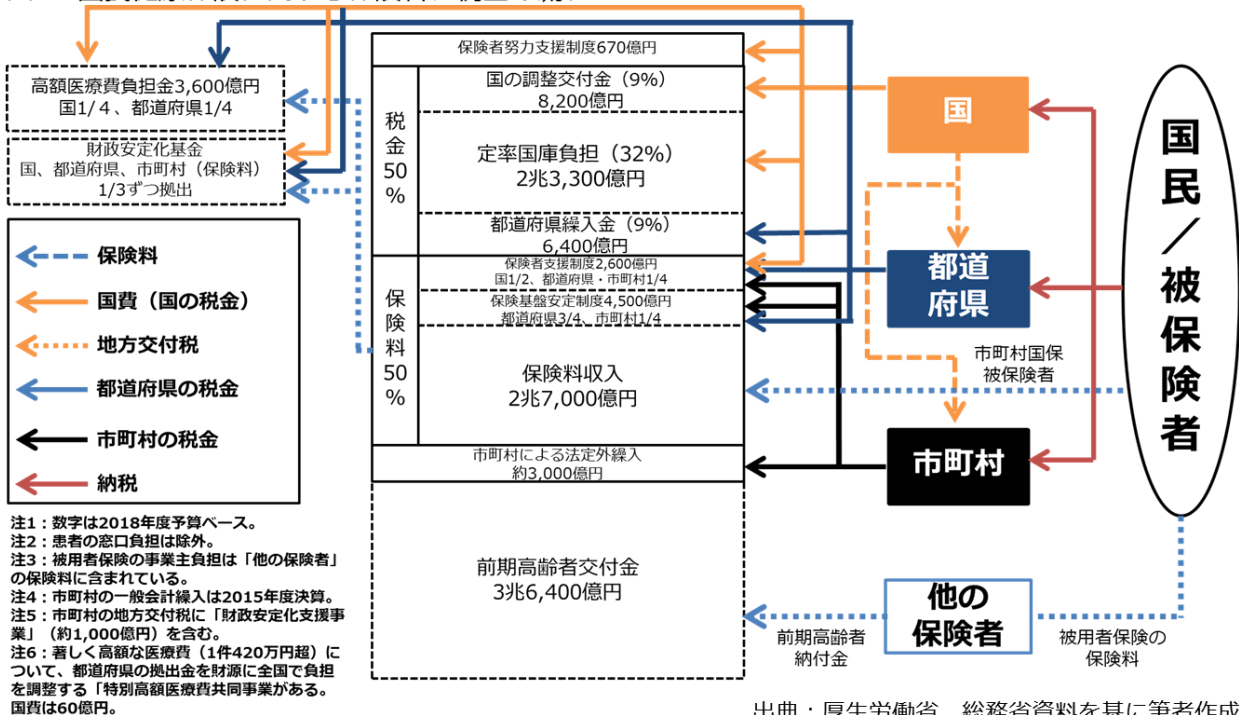 高額医療費負担金3,600億円
国1/4、都道府県1/4
財政安定化基金
国、都道府県、市町村（保険料）
1/3ずつ拠出
保険料
国費（国の税金）
地方交付税
都道府県の税金
市町村の税金
納税
注1：数字は2018年度予算ベース。
注2：患者の窓口負担は除外。
注3：被用者保険の事業主負担は「他の保険者」
の保険料に含まれている。
注4：市町村の一般会計繰入は2015年度決算。
注5：市町村の地方交付税に「財政安定化支援事
業」（約1,000億円）を含む。
注6：著しく高額な医療費（1件420万円超）に
ついて、都道府県の拠出金を財源に全国で負担
を調整する「特別高額医療費共同事業がある。
国費は60億円。
保険者努力支援制度670億円
税金50%
国の調整交付金（9%）
8,200億円
定率国庫負担（32%）
2兆3,300億円
都道府県繰入金（9%）
6,400億円
保険料50%
保険者支援制度2,600億円
国1/2、都道府県・市町村1/4
保険基盤安定制度4,500億円
都道府県3/4、市町村1/4
保険料収入
2兆7,000億円
市町村による法定外繰入
約3,000億円
前期高齢者交付金
3兆6,400億円
国
都道
府県
市町村国保
被保険者
市町村
他の
保険者
前期高齢者
納付金
被用者保険の
保険料
国民／被保険者
出典：厚生労働省、総務省資料を基に筆者作成